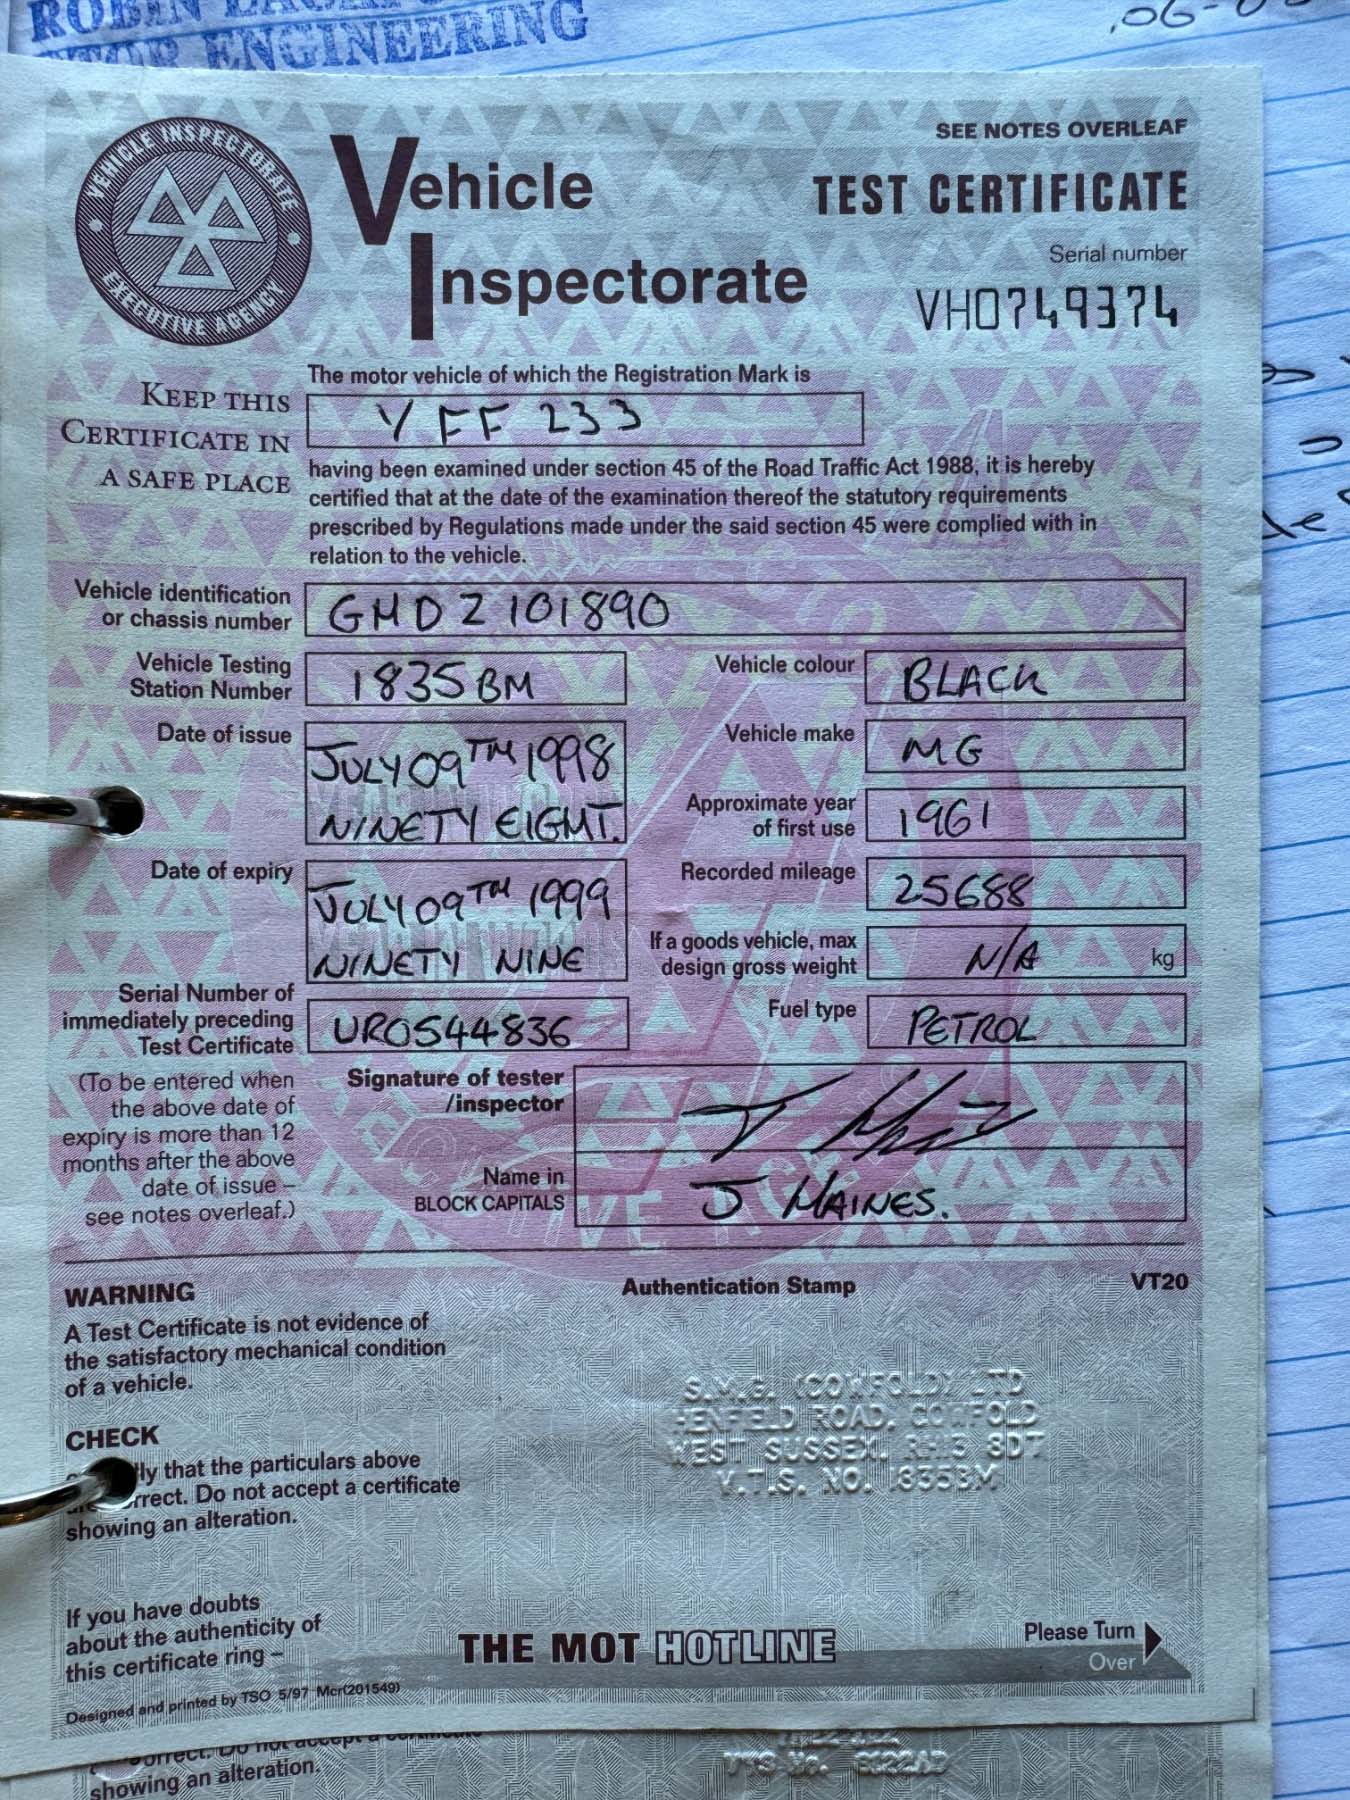 ENGINEERING
.06-0
VEHICLE INSPECTORATE
EXECUTIVE AGENCY
Vehicle
Inspectorate
SEE NOTES OVERLEAF
TEST CERTIFICATE
Serial number
VH0749374
KEEP THIS
CERTIFICATE IN
A SAFE PLACE
The motor vehicle of which the Registration Mark is
YFF 233
having been examined under section 45 of the Road Traffic Act 1988, it is hereby
certified that at the date of the examination thereof the statutory requirements
prescribed by Regulations made under the said section 45 were complied with in
relation to the vehicle.
Vehicle identification
or chassis number
GHD2101890
Vehicle Testing
Station Number
1835BM
Vehicle colour
BLACK
Date of issue
JULY 09TH 1998
NINETY EIGHT.
Vehicle make
MG
Approximate year
of first use
1961
Date of expiry
JULY 09TH 1999
NINETY NINE
Recorded mileage
25688
If a goods vehicle, max
design gross weight
N/A kg
Serial Number of
immediately preceding
Test Certificate
UR0544836
Fuel type
PETROL
(To be entered when
the above date of
expiry is more than 12
months after the above
date of issue –
see notes overleaf.)
Signature of tester
/inspector
Name in
BLOCK CAPITALS
J HAINES.
WARNING
A Test Certificate is not evidence of
the satisfactory mechanical condition
of a vehicle.
Authentication Stamp
VT20
S.M.G. (COWFOLD) LTD
HENFIELD ROAD, COWFOLD
WEST SUSSEX. RH13 8DT
V.T.S. NO. 1835BM
CHECK
that the particulars above
rrect. Do not accept a certificate
showing an alteration.
If you have doubts
about the authenticity of
this certificate ring –
THE MOT HOTLINE
Please Turn
Over
Designed and printed by TSO 5/97 Mcr(201549)
orrect. Do not accept a certificate
showing an alteration.